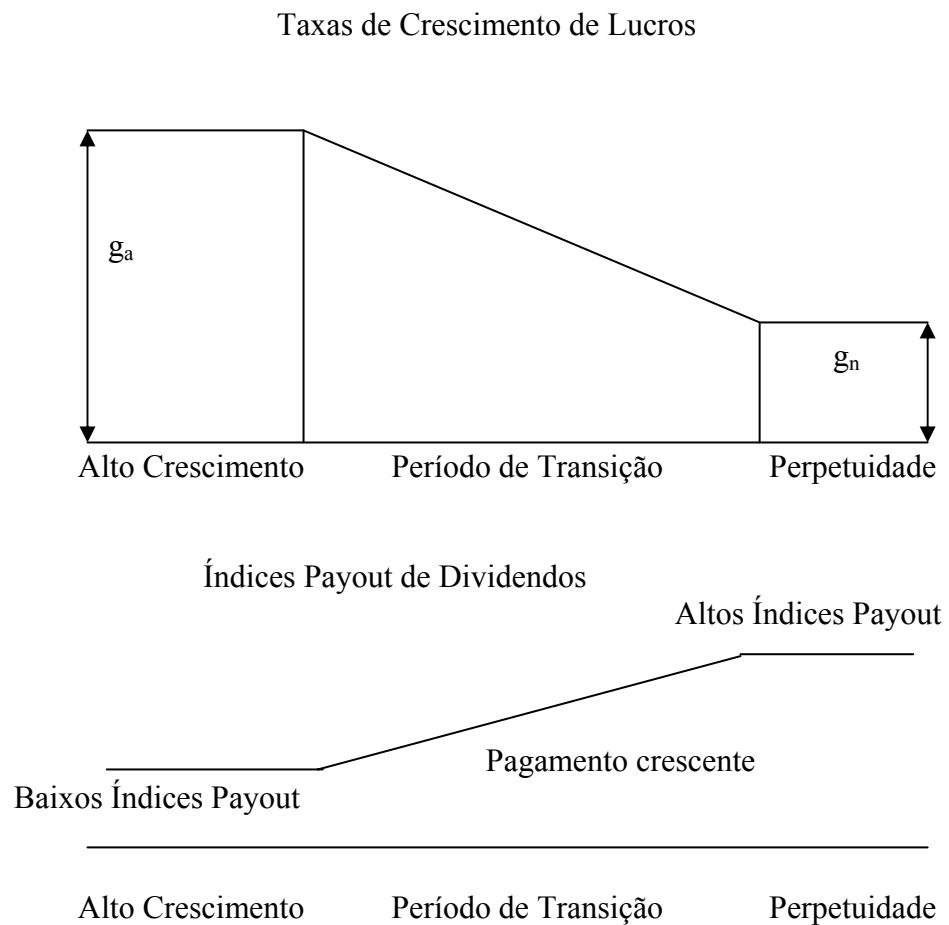 Taxas de Crescimento de Lucros
gₐ
gₙ
Alto Crescimento Período de Transição Perpetuidade
Índices Payout de Dividendos
Altos Índices Payout
Pagamento crescente
Baixos Índices Payout
Alto Crescimento Período de Transição Perpetuidade